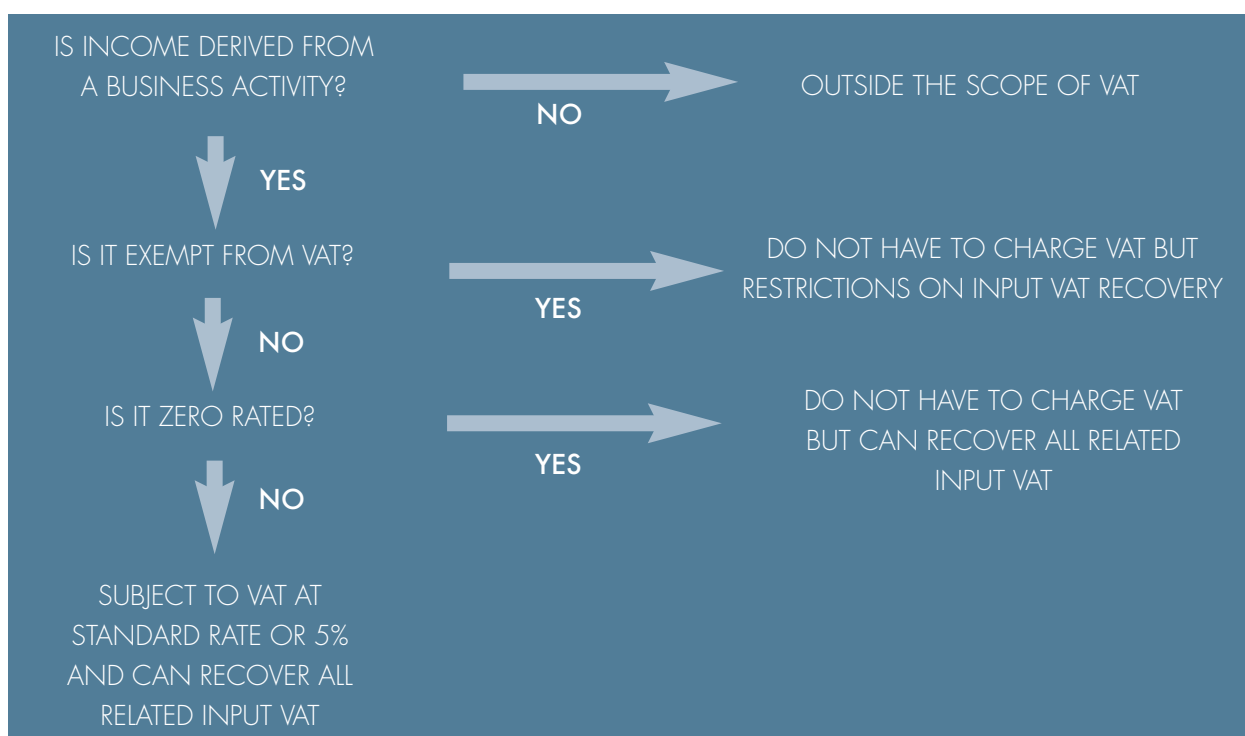 IS INCOME DERIVED FROM
A BUSINESS ACTIVITY?
NO
OUTSIDE THE SCOPE OF VAT
YES
IS IT EXEMPT FROM VAT?
YES
DO NOT HAVE TO CHARGE VAT BUT
RESTRICTIONS ON INPUT VAT RECOVERY
NO
IS IT ZERO RATED?
YES
DO NOT HAVE TO CHARGE VAT
BUT CAN RECOVER ALL RELATED
INPUT VAT
NO
SUBJECT TO VAT AT
STANDARD RATE OR 5%
AND CAN RECOVER ALL
RELATED INPUT VAT